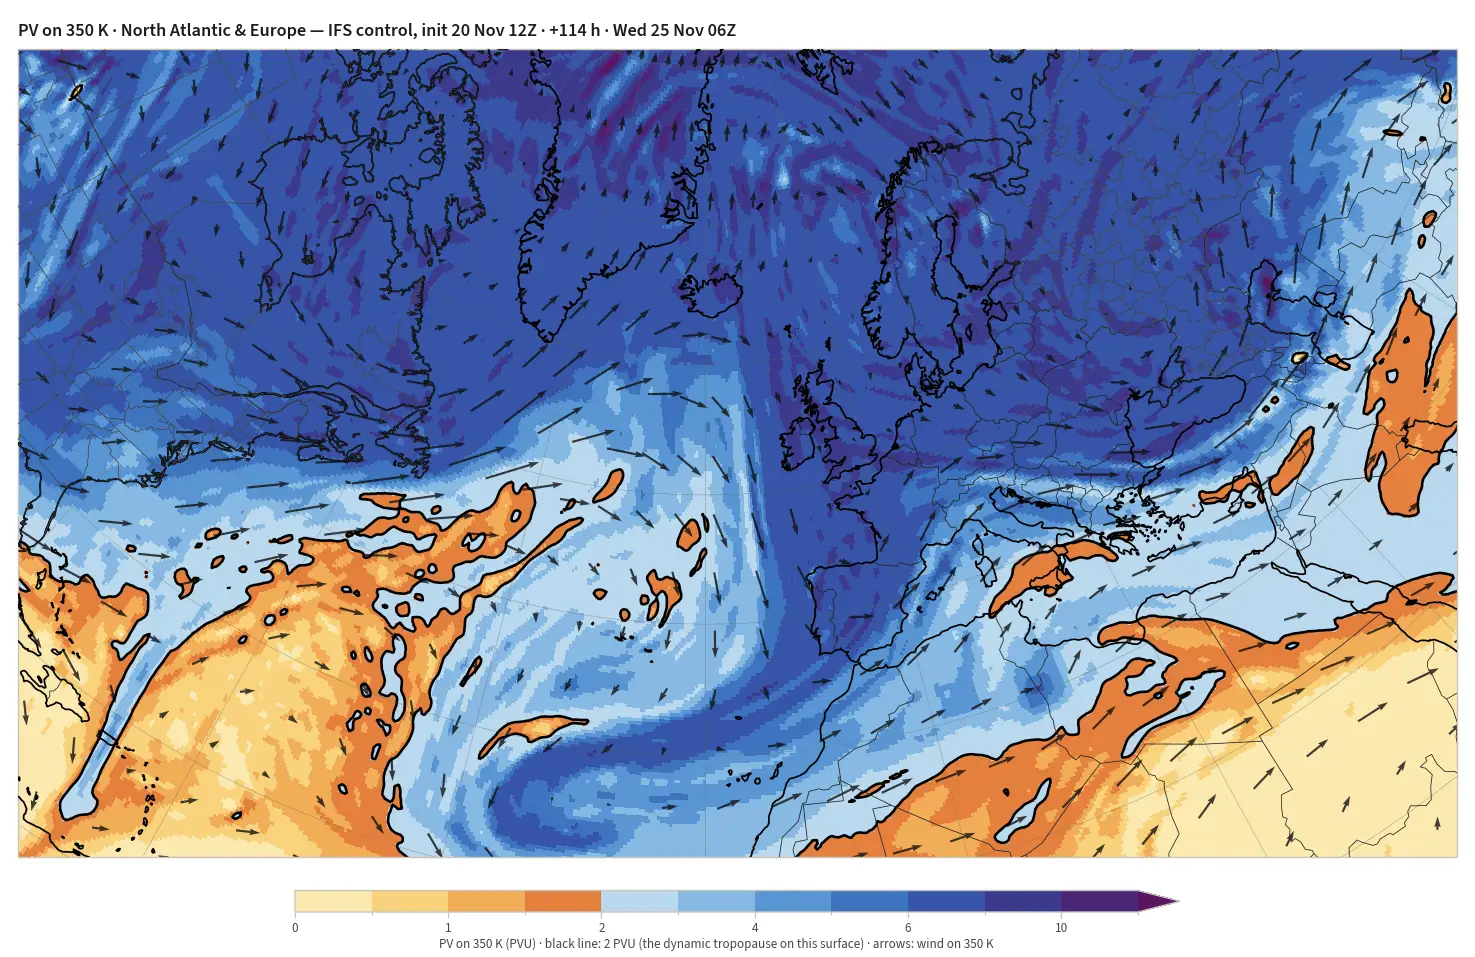 PV on 350 K · North Atlantic & Europe — IFS control, init 20 Nov 12Z · +114 h · Wed 25 Nov 06Z
0 1 2 4 6 10
PV on 350 K (PVU) · black line: 2 PVU (the dynamic tropopause on this surface) · arrows: wind on 350 K